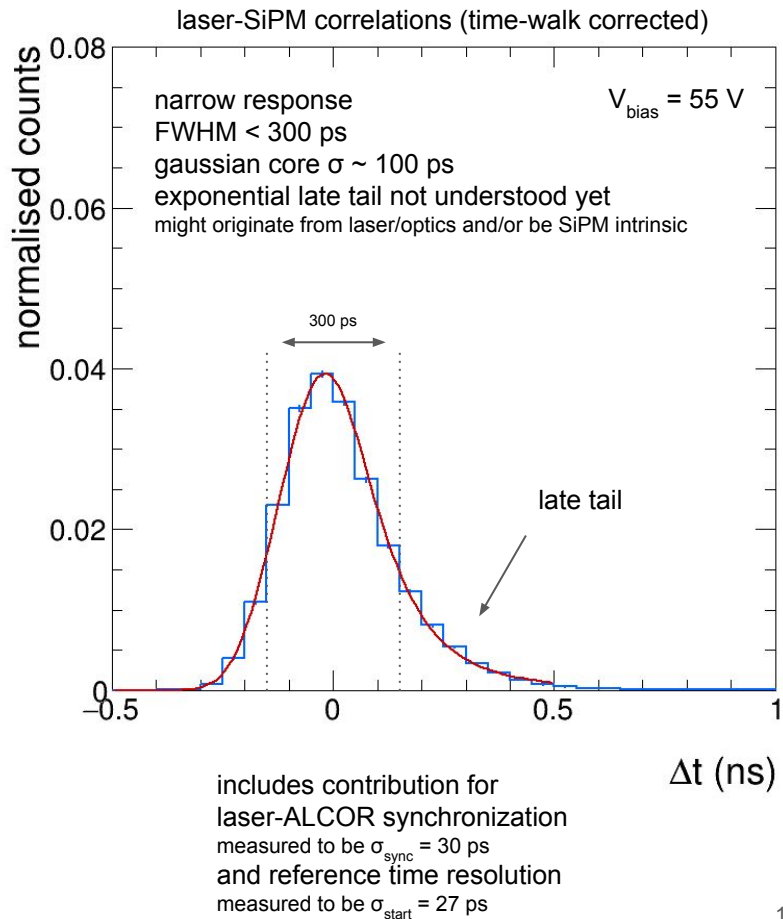 laser-SiPM correlations (time-walk corrected)
normalised counts
0.08
0.06
0.04
0.02
0
narrow response
V_bias = 55 V
FWHM < 300 ps
gaussian core σ ~ 100 ps
exponential late tail not understood yet
might originate from laser/optics and/or be SiPM intrinsic
300 ps
late tail
−0.5
0
0.5
1
Δt (ns)
includes contribution for
laser-ALCOR synchronization
measured to be σ_sync = 30 ps
and reference time resolution
measured to be σ_start = 27 ps
1